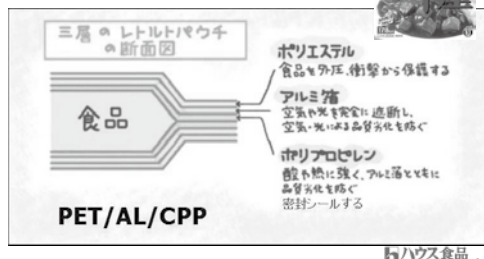 三層のレトルトパウチ
の断面図
食品
ポリエステル
食品を外圧、衝撃から保護する
アルミ箔
空気や光を完全に遮断し、
空気・光による品質劣化を防ぐ
ポリプロピレン
酸や熱に強く、アルミ箔とともに
品質劣化を防ぐ
密封シールする
PET/AL/CPP
ハウス食品